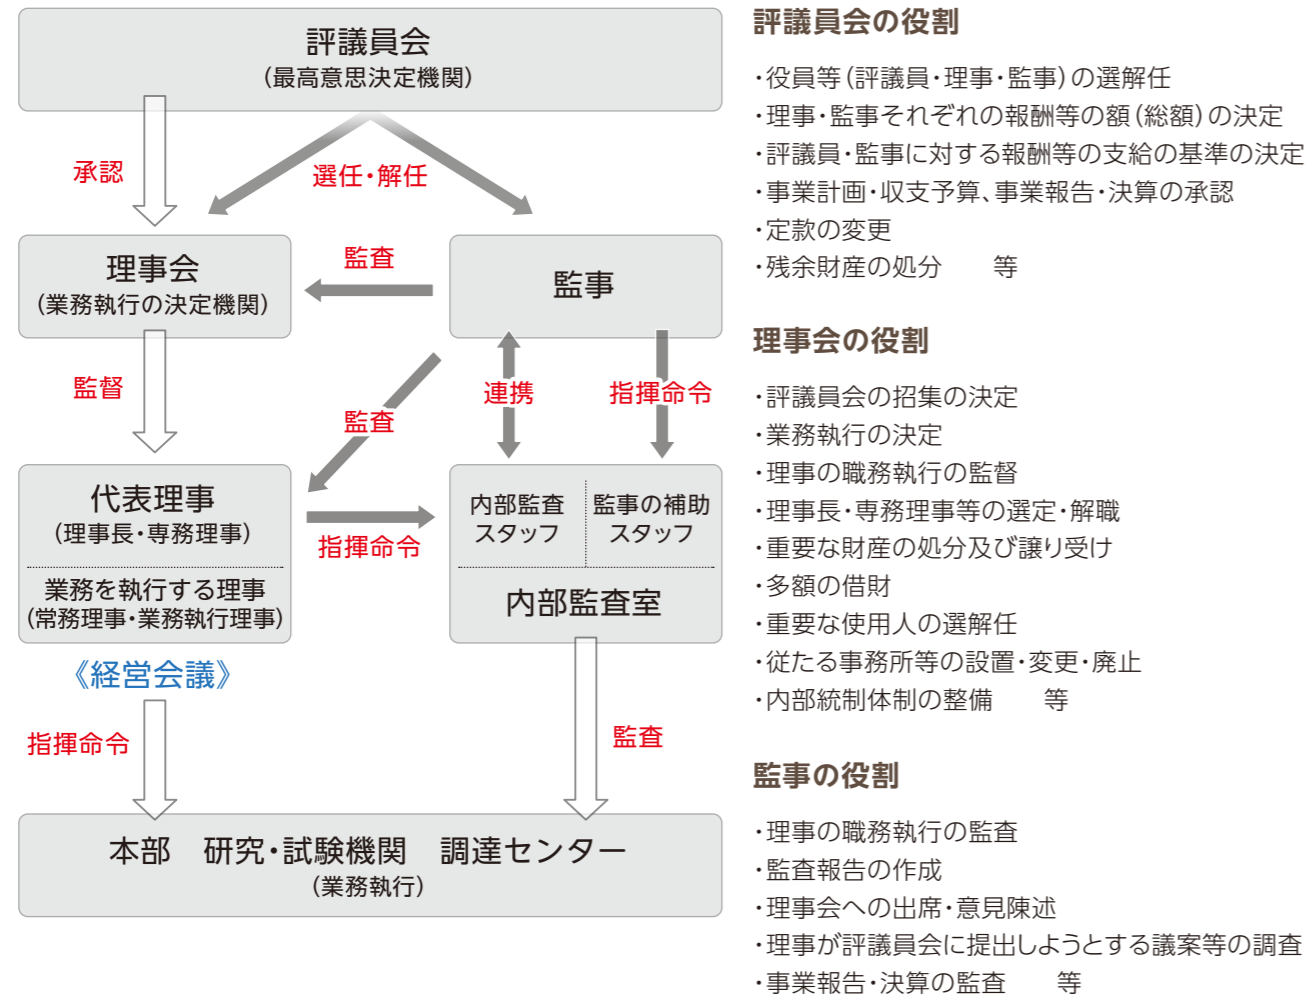 評議員会
(最高意思決定機関)
承認
選任・解任
理事会
(業務執行の決定機関)
監査
監事
監督
監査
連携
指揮命令
代表理事
(理事長・専務理事)
業務を執行する理事
(常務理事・業務執行理事)
指揮命令
内部監査
スタッフ
監事の補助
スタッフ
内部監査室
《経営会議》
指揮命令
監査
本部　研究・試験機関　調達センター
(業務執行)
評議員会の役割
・役員等(評議員・理事・監事)の選解任
・理事・監事それぞれの報酬等の額(総額)の決定
・評議員・監事に対する報酬等の支給の基準の決定
・事業計画・収支予算、事業報告・決算の承認
・定款の変更
・残余財産の処分　　等
理事会の役割
・評議員会の招集の決定
・業務執行の決定
・理事の職務執行の監督
・理事長・専務理事等の選定・解職
・重要な財産の処分及び譲り受け
・多額の借財
・重要な使用人の選解任
・従たる事務所等の設置・変更・廃止
・内部統制体制の整備　　等
監事の役割
・理事の職務執行の監査
・監査報告の作成
・理事会への出席・意見陳述
・理事が評議員会に提出しようとする議案等の調査
・事業報告・決算の監査　　等